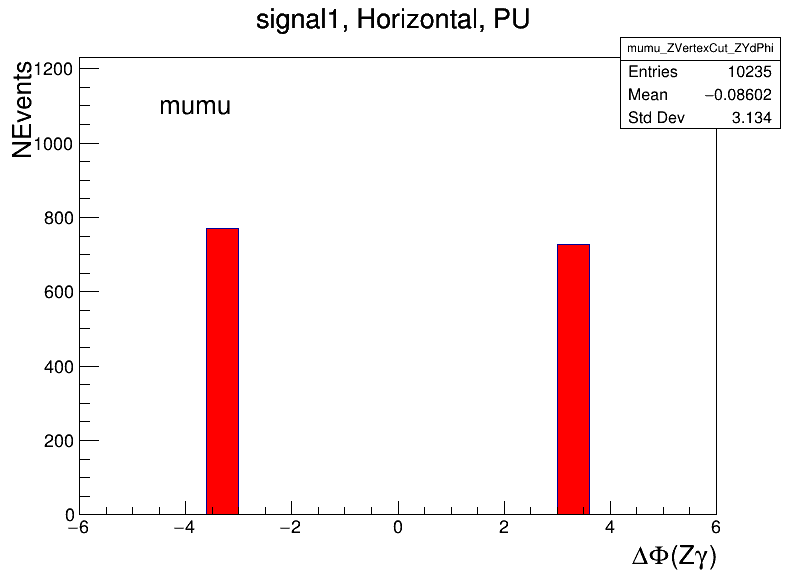 signal1, Horizontal, PU
mumu_ZVertexCut_ZYdPhi
Entries 10235
Mean −0.08602
Std Dev 3.134
NEvents
mumu
1200
1000
800
600
400
200
0
−6 −4 −2 0 2 4 6
ΔΦ(Zγ)